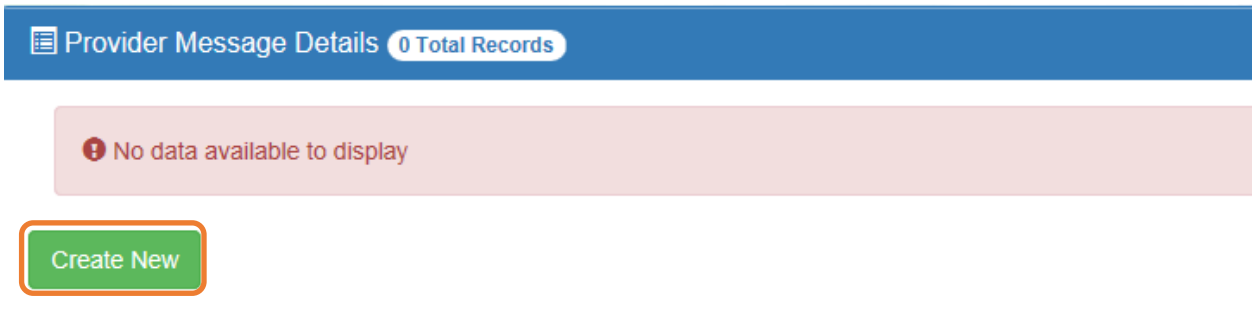 Provider Message Details 0 Total Records
No data available to display
Create New